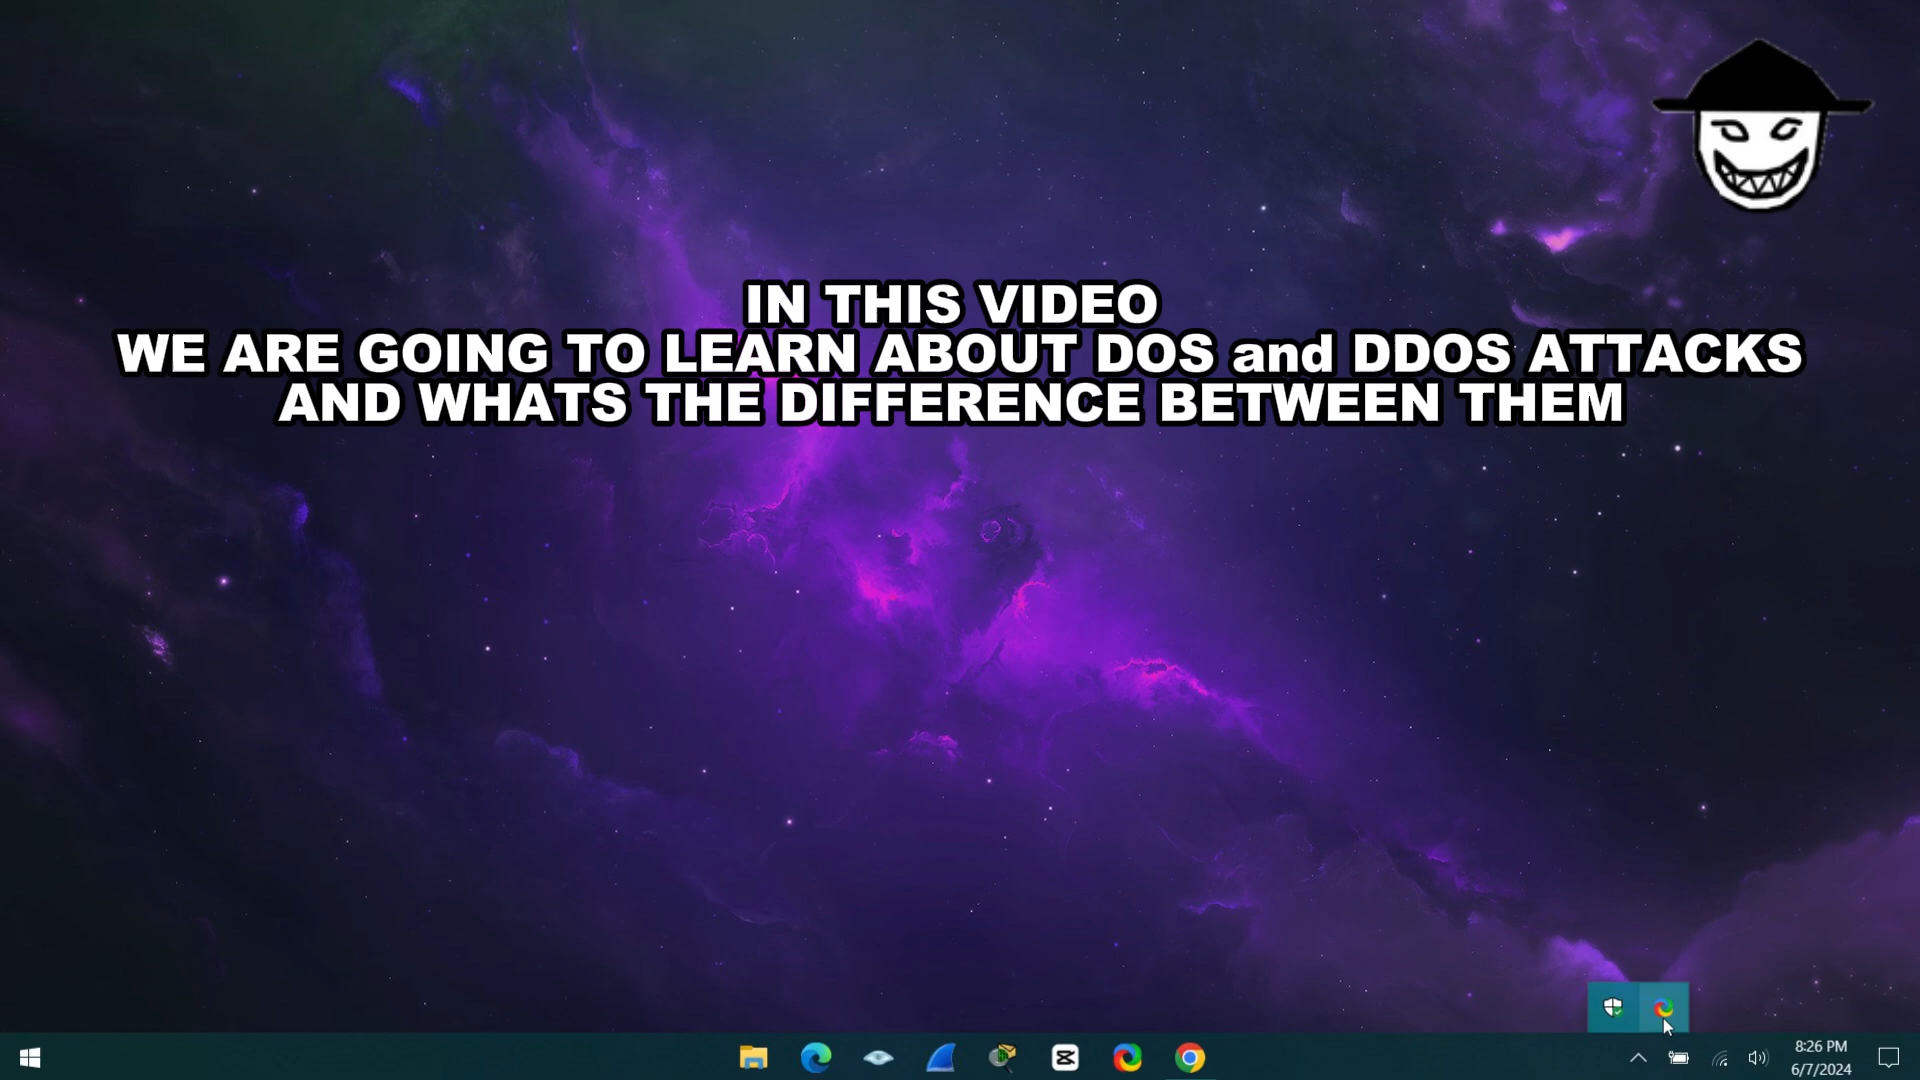 IN THIS VIDEO
WE ARE GOING TO LEARN ABOUT DOS and DDOS ATTACKS
AND WHATS THE DIFFERENCE BETWEEN THEM
8:26 PM
6/7/2024